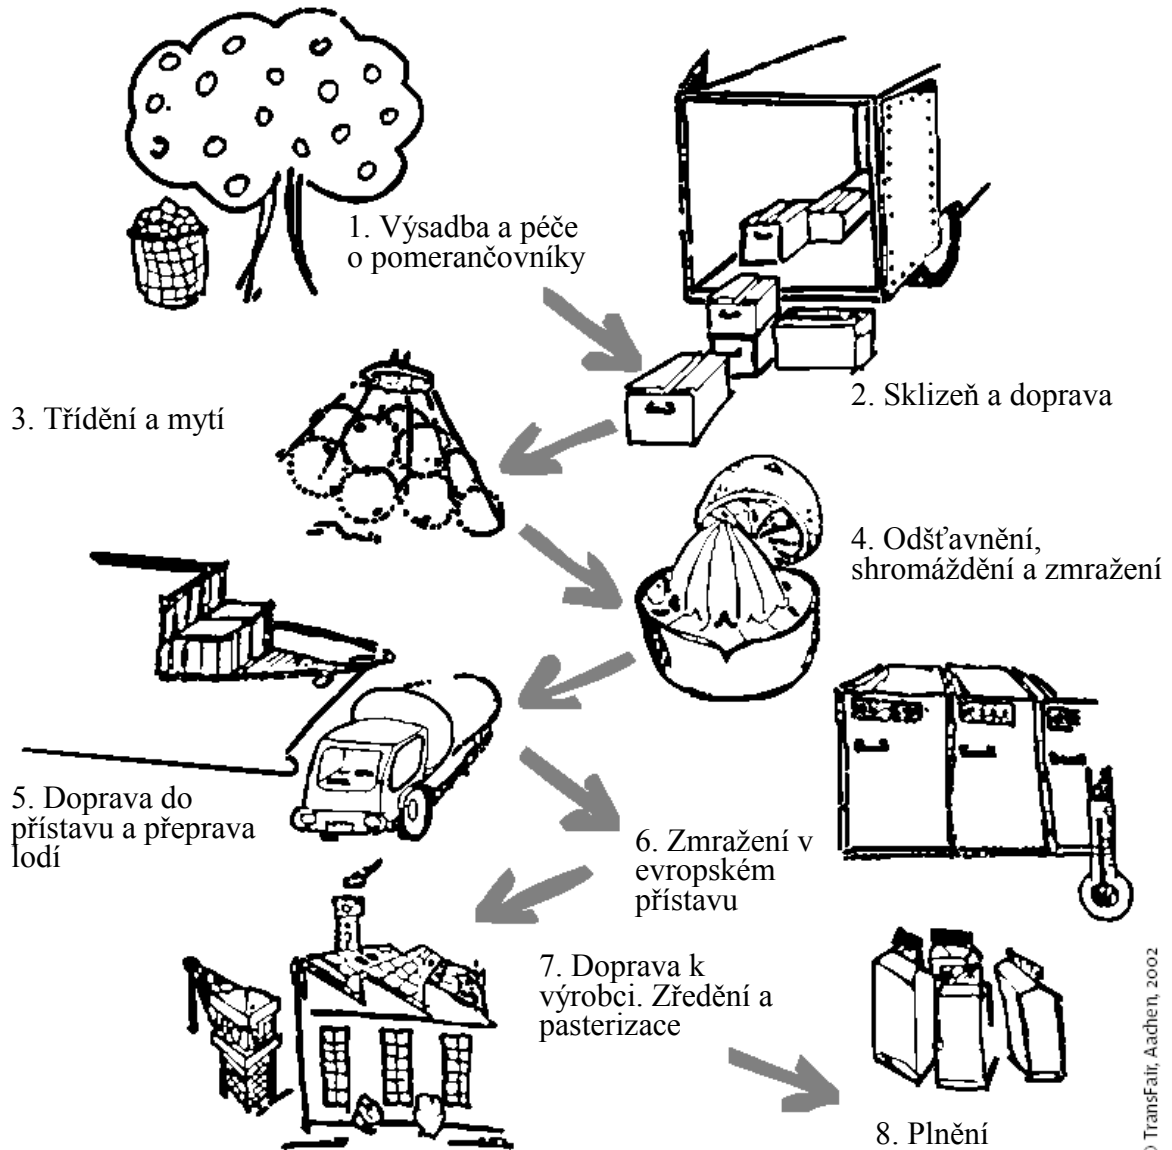 1. Výsadba a péče
o pomerančovníky
2. Sklizeň a doprava
3. Třídění a mytí
4. Odšťavnění,
shromáždění a zmražení
5. Doprava do
přístavu a přeprava
lodí
6. Zmražení v
evropském
přístavu
7. Doprava k
výrobci. Zředění a
pasterizace
8. Plnění
© TransFair, Aachen, 2002